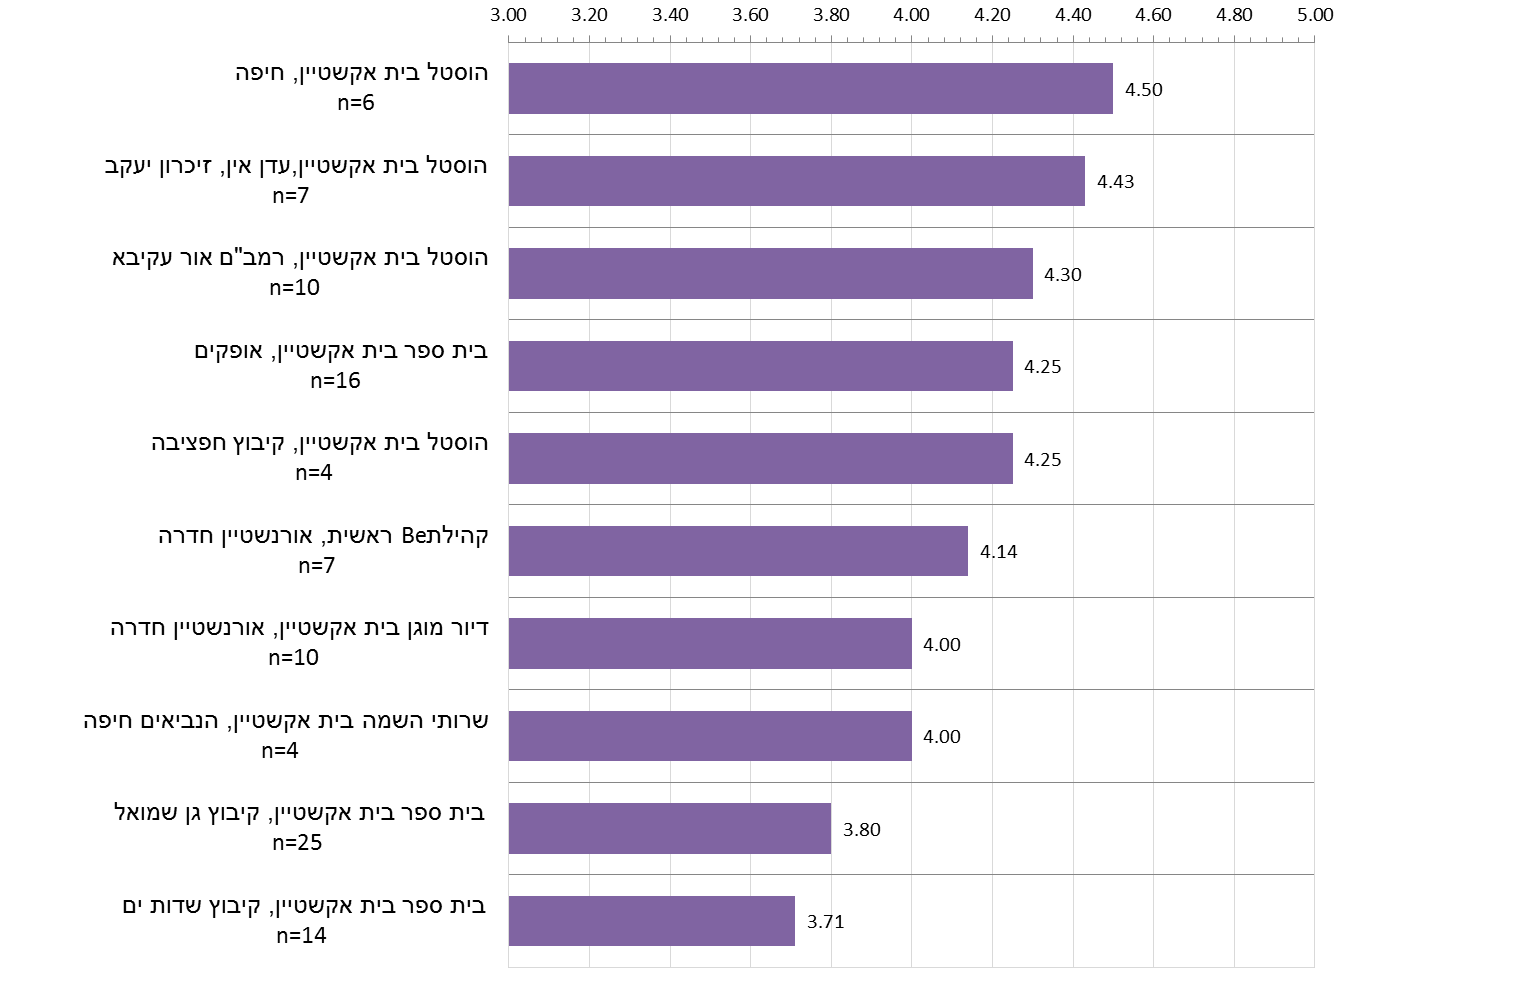 3.00 3.20 3.40 3.60 3.80 4.00 4.20 4.40 4.60 4.80 5.00
הוסטל בית אקשטיין, חיפה
n=6
4.50
הוסטל בית אקשטיין,עדן אין, זיכרון יעקב
n=7
4.43
הוסטל בית אקשטיין, רמב"ם אור עקיבא
n=10
4.30
בית ספר בית אקשטיין, אופקים
n=16
4.25
הוסטל בית אקשטיין, קיבוץ חפציבה
n=4
4.25
קהילתBe ראשית, אורנשטיין חדרה
n=7
4.14
דיור מוגן בית אקשטיין, אורנשטיין חדרה
n=10
4.00
שרותי השמה בית אקשטיין, הנביאים חיפה
n=4
4.00
בית ספר בית אקשטיין, קיבוץ גן שמואל
n=25
3.80
בית ספר בית אקשטיין, קיבוץ שדות ים
n=14
3.71